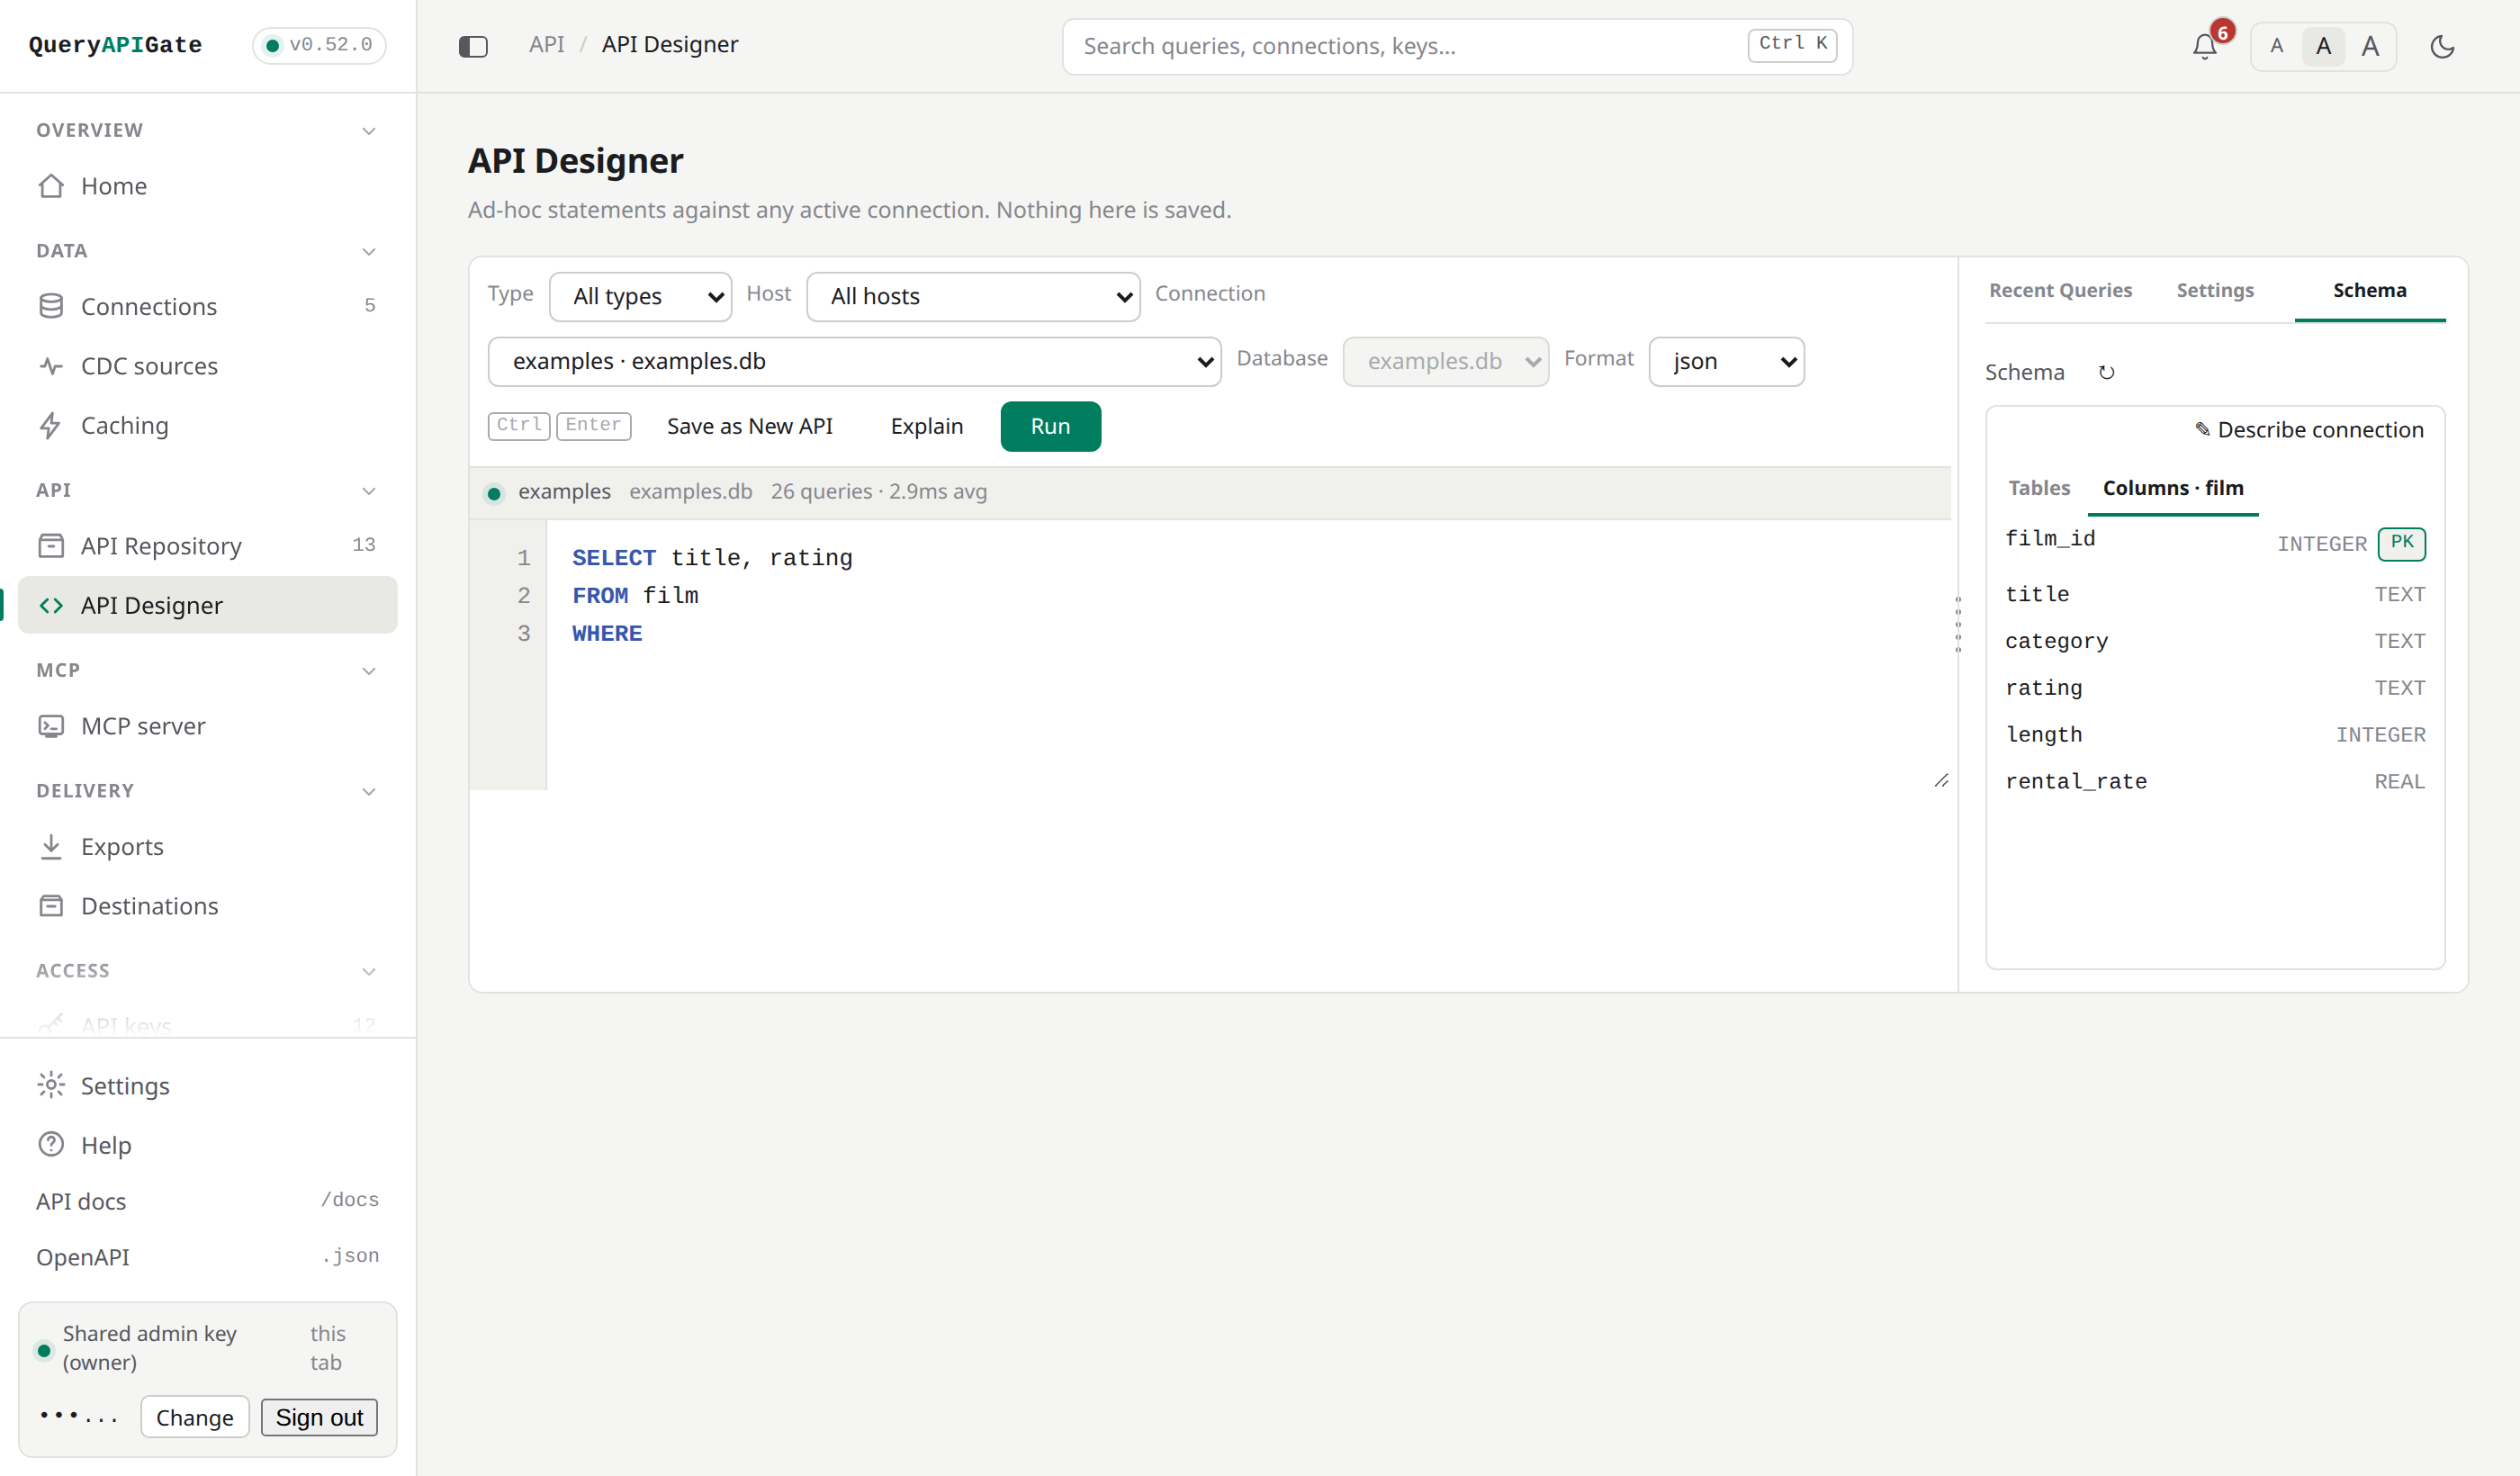 QueryAPIGate
v0.52.0
API / API Designer
Search queries, connections, keys...
Ctrl K
6
A A A
OVERVIEW
Home
DATA
Connections 5
CDC sources
Caching
API
API Repository 13
API Designer
MCP
MCP server
DELIVERY
Exports
Destinations
ACCESS
API keys 12
Settings
Help
API docs /docs
OpenAPI .json
Shared admin key (owner)
this tab
•••...
Change
Sign out
API Designer
Ad-hoc statements against any active connection. Nothing here is saved.
Type All types Host All hosts Connection
examples · examples.db Database examples.db Format json
Ctrl Enter Save as New API Explain Run
examples examples.db 26 queries · 2.9ms avg
1 SELECT title, rating
2 FROM film
3 WHERE
Recent Queries Settings Schema
Schema ↻
✎ Describe connection
Tables Columns · film
film_id INTEGER PK
title TEXT
category TEXT
rating TEXT
length INTEGER
rental_rate REAL